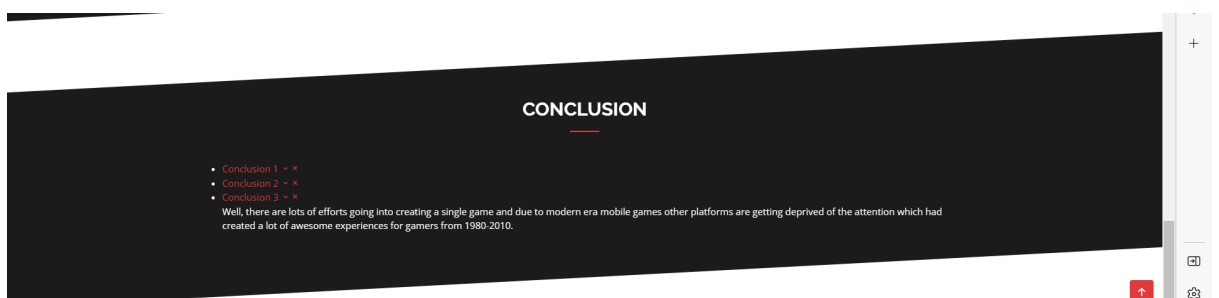 CONCLUSION
Conclusion 1
Conclusion 2
Conclusion 3
Well, there are lots of efforts going into creating a single game and due to modern era mobile games other platforms are getting deprived of the attention which had
created a lot of awesome experiences for gamers from 1980-2010.